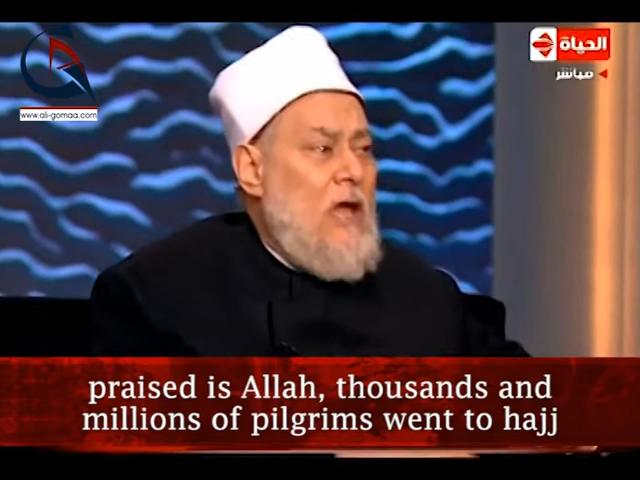 www.ali-gomaa.com
الحياة
مباشر
praised is Allah, thousands and
millions of pilgrims went to hajj